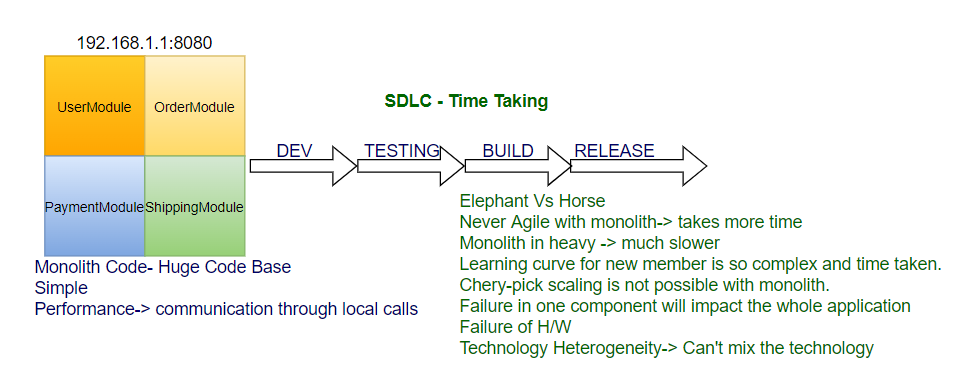 192.168.1.1:8080
UserModule
OrderModule
PaymentModule
ShippingModule
SDLC - Time Taking
DEV
TESTING
BUILD
RELEASE
Monolith Code- Huge Code Base
Simple
Performance-> communication through local calls
Elephant Vs Horse
Never Agile with monolith-> takes more time
Monolith in heavy -> much slower
Learning curve for new member is so complex and time taken.
Chery-pick scaling is not possible with monolith.
Failure in one component will impact the whole application
Failure of H/W
Technology Heterogeneity-> Can't mix the technology